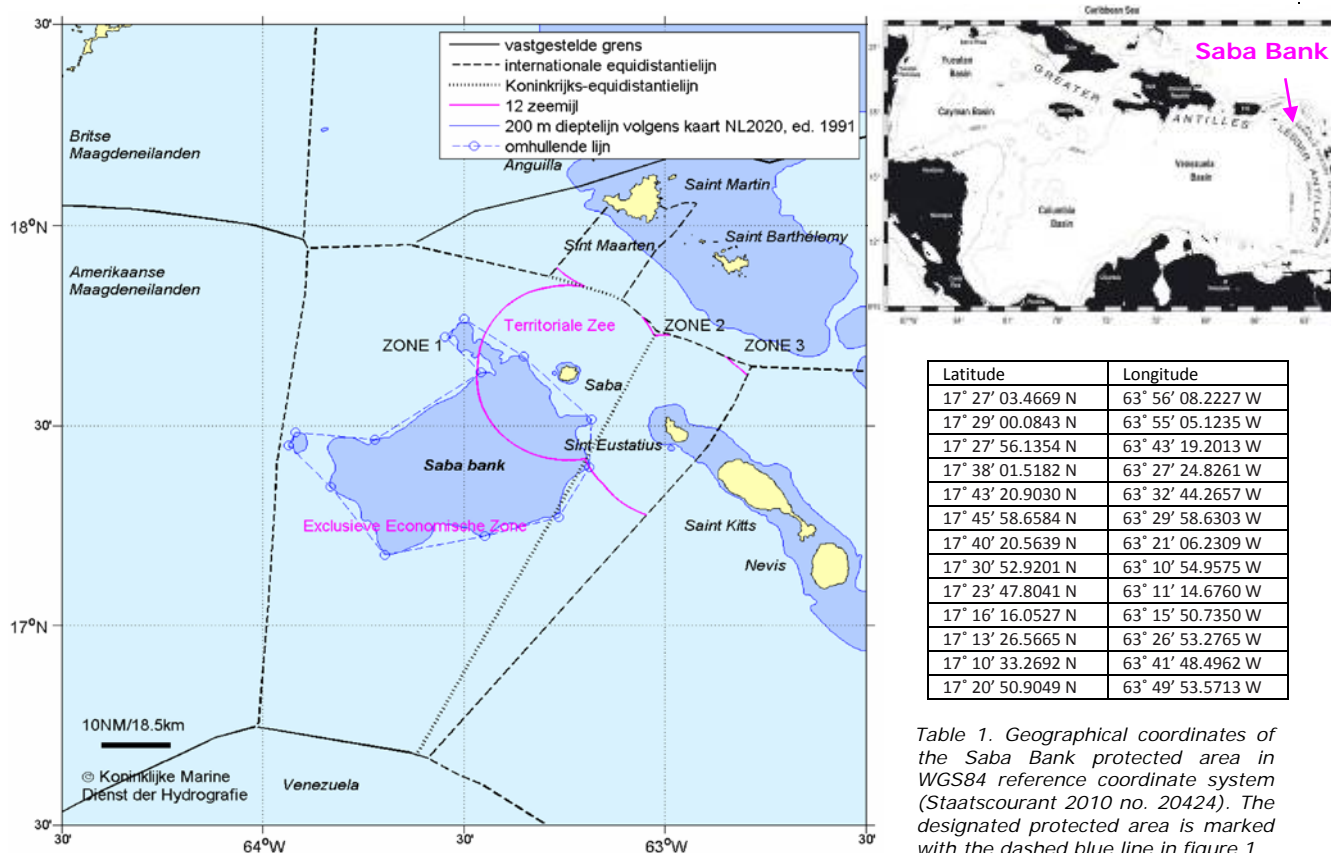 30'
vastgestelde grens
internationale equidistantielijn
Koninkrijks-equidistantielijn
12 zeemijl
200 m dieptelijn volgens kaart NL2020, ed. 1991
omhullende lijn
Britse
Maagdeneilanden
Anguilla
Saint Martin
18°N
Sint Maarten
Saint Barthélemy
Amerikaanse
Maagdeneilanden
Territoriale Zee
ZONE 2
ZONE 1
ZONE 3
Saba
30'
Sint Eustatius
Saba bank
Exclusieve Economische Zone
Saint Kitts
Nevis
17°N
10NM/18.5km
© Koninklijke Marine
Dienst der Hydrografie
Venezuela
30'
30'
64°W
30'
63°W
30'
Caribbean Sea
Saba Bank
Yucatan
Basin
GREATER
Cayman Basin
ANTILLES
LESSER ANTILLES
Venezuela
Basin
Columbia
Basin
Latitude Longitude
17˚ 27’ 03.4669 N 63˚ 56’ 08.2227 W
17˚ 29’ 00.0843 N 63˚ 55’ 05.1235 W
17˚ 27’ 56.1354 N 63˚ 43’ 19.2013 W
17˚ 38’ 01.5182 N 63˚ 27’ 24.8261 W
17˚ 43’ 20.9030 N 63˚ 32’ 44.2657 W
17˚ 45’ 58.6584 N 63˚ 29’ 58.6303 W
17˚ 40’ 20.5639 N 63˚ 21’ 06.2309 W
17˚ 30’ 52.9201 N 63˚ 10’ 54.9575 W
17˚ 23’ 47.8041 N 63˚ 11’ 14.6760 W
17˚ 16’ 16.0527 N 63˚ 15’ 50.7350 W
17˚ 13’ 26.5665 N 63˚ 26’ 53.2765 W
17˚ 10’ 33.2692 N 63˚ 41’ 48.4962 W
17˚ 20’ 50.9049 N 63˚ 49’ 53.5713 W
Table 1. Geographical coordinates of
the Saba Bank protected area in
WGS84 reference coordinate system
(Staatscourant 2010 no. 20424). The
designated protected area is marked
with the dashed blue line in figure 1